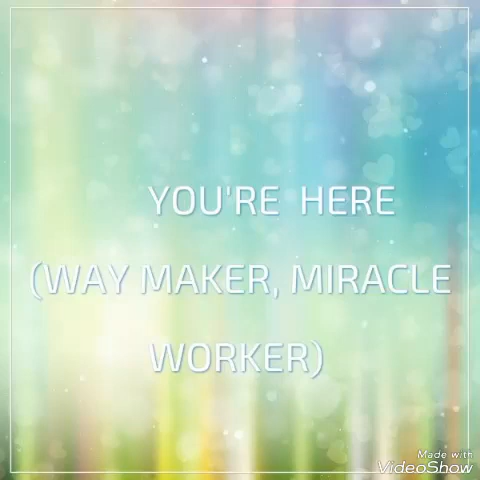 YOU'RE HERE
(WAY MAKER, MIRACLE
WORKER)
Made with
VideoShow